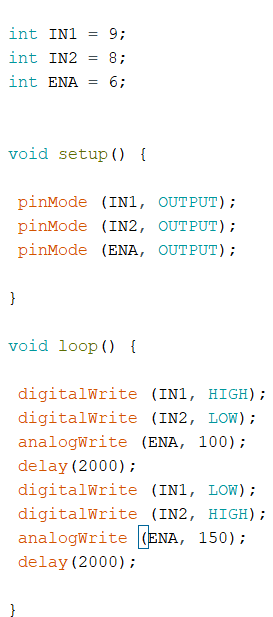 int IN1 = 9;
int IN2 = 8;
int ENA = 6;
void setup() {
pinMode (IN1, OUTPUT);
pinMode (IN2, OUTPUT);
pinMode (ENA, OUTPUT);
}
void loop() {
digitalWrite (IN1, HIGH);
digitalWrite (IN2, LOW);
analogWrite (ENA, 100);
delay(2000);
digitalWrite (IN1, LOW);
digitalWrite (IN2, HIGH);
analogWrite (ENA, 150);
delay(2000);
}